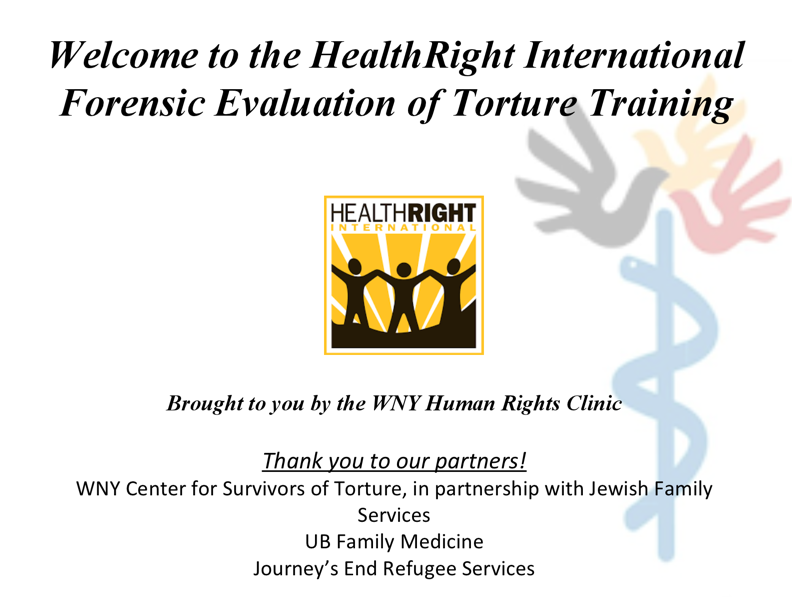 Welcome to the HealthRight International
Forensic Evaluation of Torture Training
HEALTHRIGHT
INTERNATIONAL
Brought to you by the WNY Human Rights Clinic
Thank you to our partners!
WNY Center for Survivors of Torture, in partnership with Jewish Family
Services
UB Family Medicine
Journey’s End Refugee Services